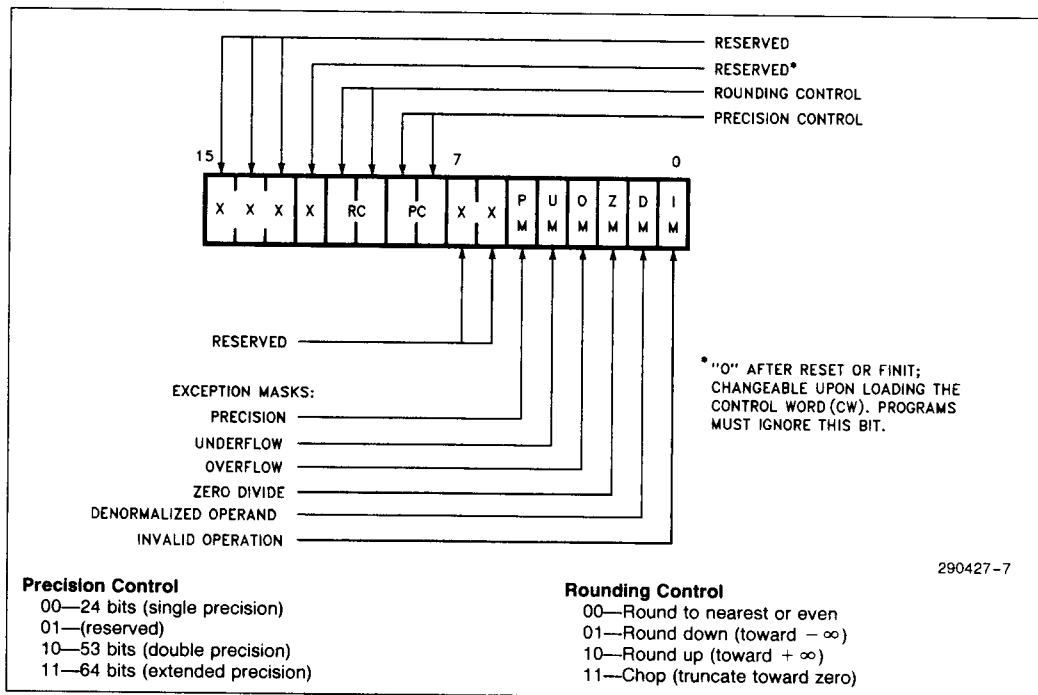 RESERVED
RESERVED*
ROUNDING CONTROL
PRECISION CONTROL
15 7 0
X X X X RC PC X X P M U M O M Z M D M I M
RESERVED
EXCEPTION MASKS:
PRECISION
UNDERFLOW
OVERFLOW
ZERO DIVIDE
DENORMALIZED OPERAND
INVALID OPERATION
* "0" AFTER RESET OR FINIT;
CHANGEABLE UPON LOADING THE
CONTROL WORD (CW). PROGRAMS
MUST IGNORE THIS BIT.
290427-7
Precision Control
00—24 bits (single precision)
01—(reserved)
10—53 bits (double precision)
11—64 bits (extended precision)
Rounding Control
00—Round to nearest or even
01—Round down (toward − ∞)
10—Round up (toward + ∞)
11—Chop (truncate toward zero)